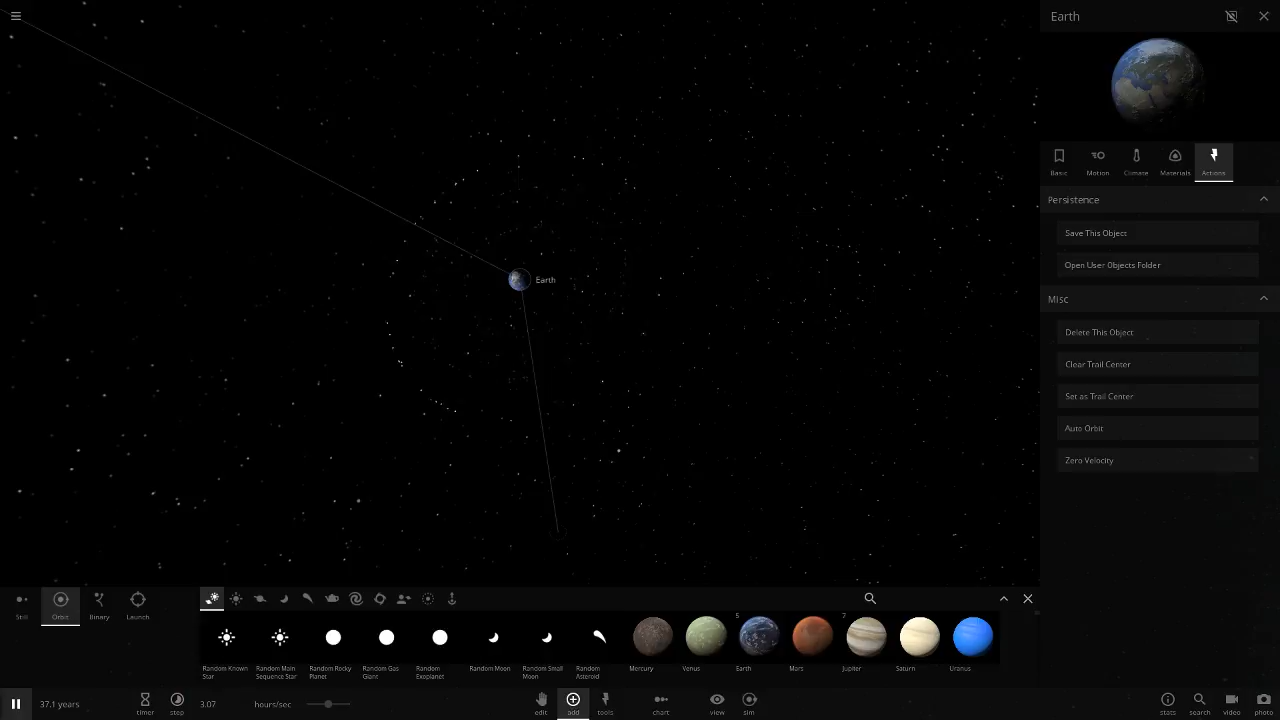 Earth
Basic
Motion
Climate
Materials
Actions
Persistence
Save This Object
Open User Objects Folder
Misc
Delete This Object
Clear Trail Center
Set as Trail Center
Auto Orbit
Zero Velocity
Earth
Still
Orbit
Binary
Launch
5
7
Random Known
Star
Random Main
Sequence Star
Random Rocky
Planet
Random Gas
Giant
Random
Exoplanet
Random Moon
Random Small
Moon
Random
Asteroid
Mercury
Venus
Earth
Mars
Jupiter
Saturn
Uranus
37.1 years
timer
step
3.07
hours/sec
edit
add
tools
chart
view
sim
stats
search
video
photo